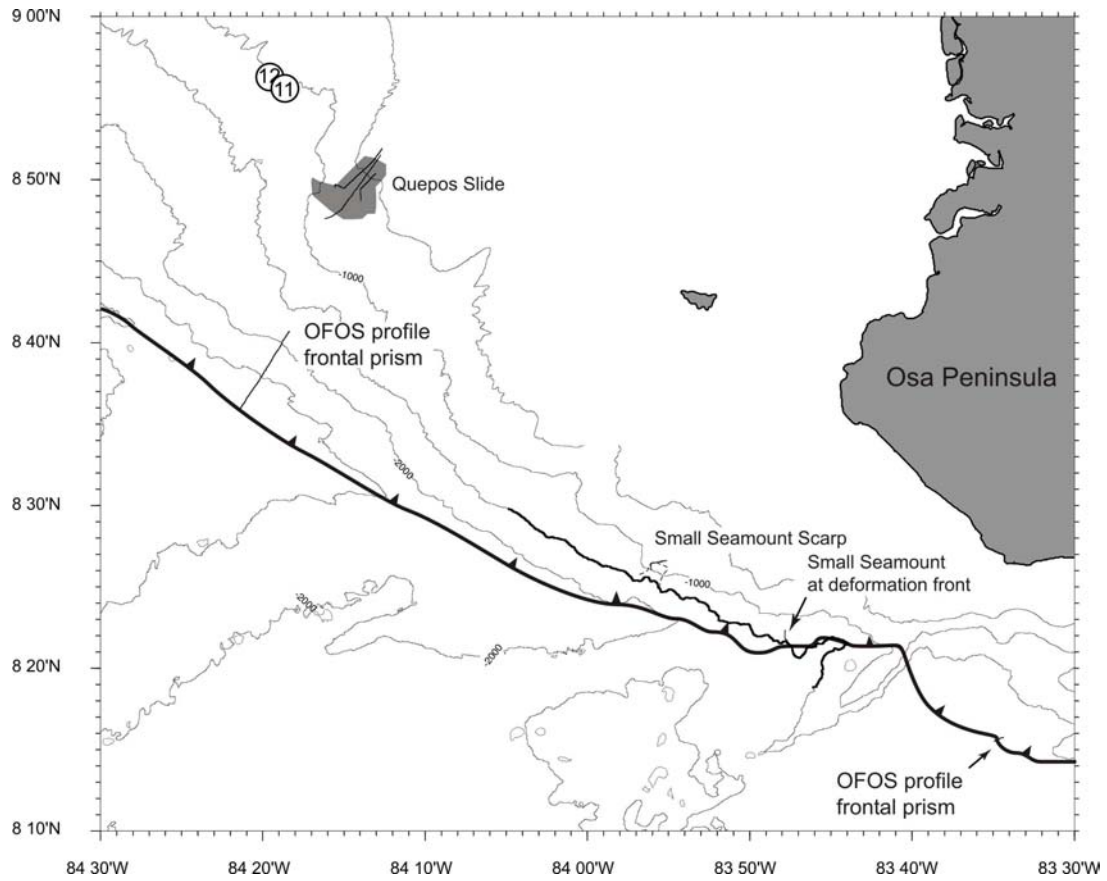 9 00'N
12
11
8 50'N
Quepos Slide
-1000
8 40'N
OFOS profile
frontal prism
Osa Peninsula
-2000
8 30'N
Small Seamount Scarp
Small Seamount
at deformation front
-1000
-2000
-2000
8 20'N
OFOS profile
frontal prism
8 10'N
84 30'W
84 20'W
84 10'W
84 00'W
83 50'W
83 40'W
83 30'W